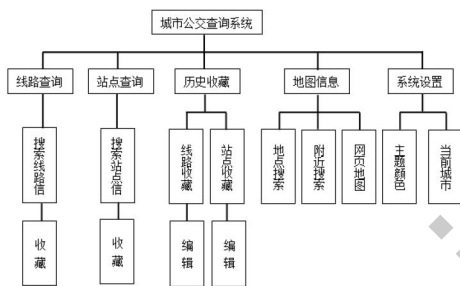 城市公交查询系统
线路查询
站点查询
历史收藏
地图信息
系统设置
搜索线路信
搜索站点信
线路收藏
站点收藏
地点搜索
附近搜索
网页地图
主题颜色
当前城市
收藏
收藏
编辑
编辑